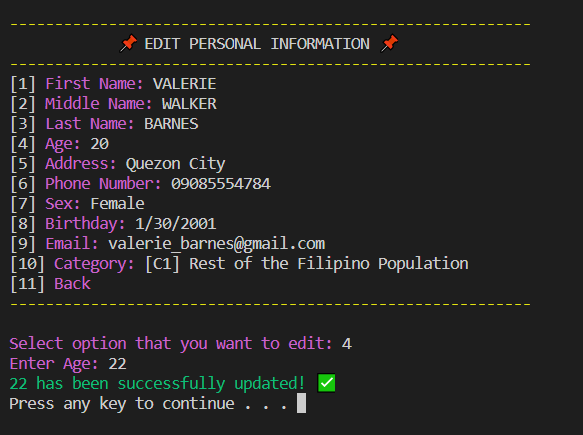 ----------------------------------------------------------
📌 EDIT PERSONAL INFORMATION 📌
----------------------------------------------------------
[1] First Name: VALERIE
[2] Middle Name: WALKER
[3] Last Name: BARNES
[4] Age: 20
[5] Address: Quezon City
[6] Phone Number: 09085554784
[7] Sex: Female
[8] Birthday: 1/30/2001
[9] Email: valerie_barnes@gmail.com
[10] Category: [C1] Rest of the Filipino Population
[11] Back
----------------------------------------------------------
Select option that you want to edit: 4
Enter Age: 22
22 has been successfully updated! ✅
Press any key to continue . . .